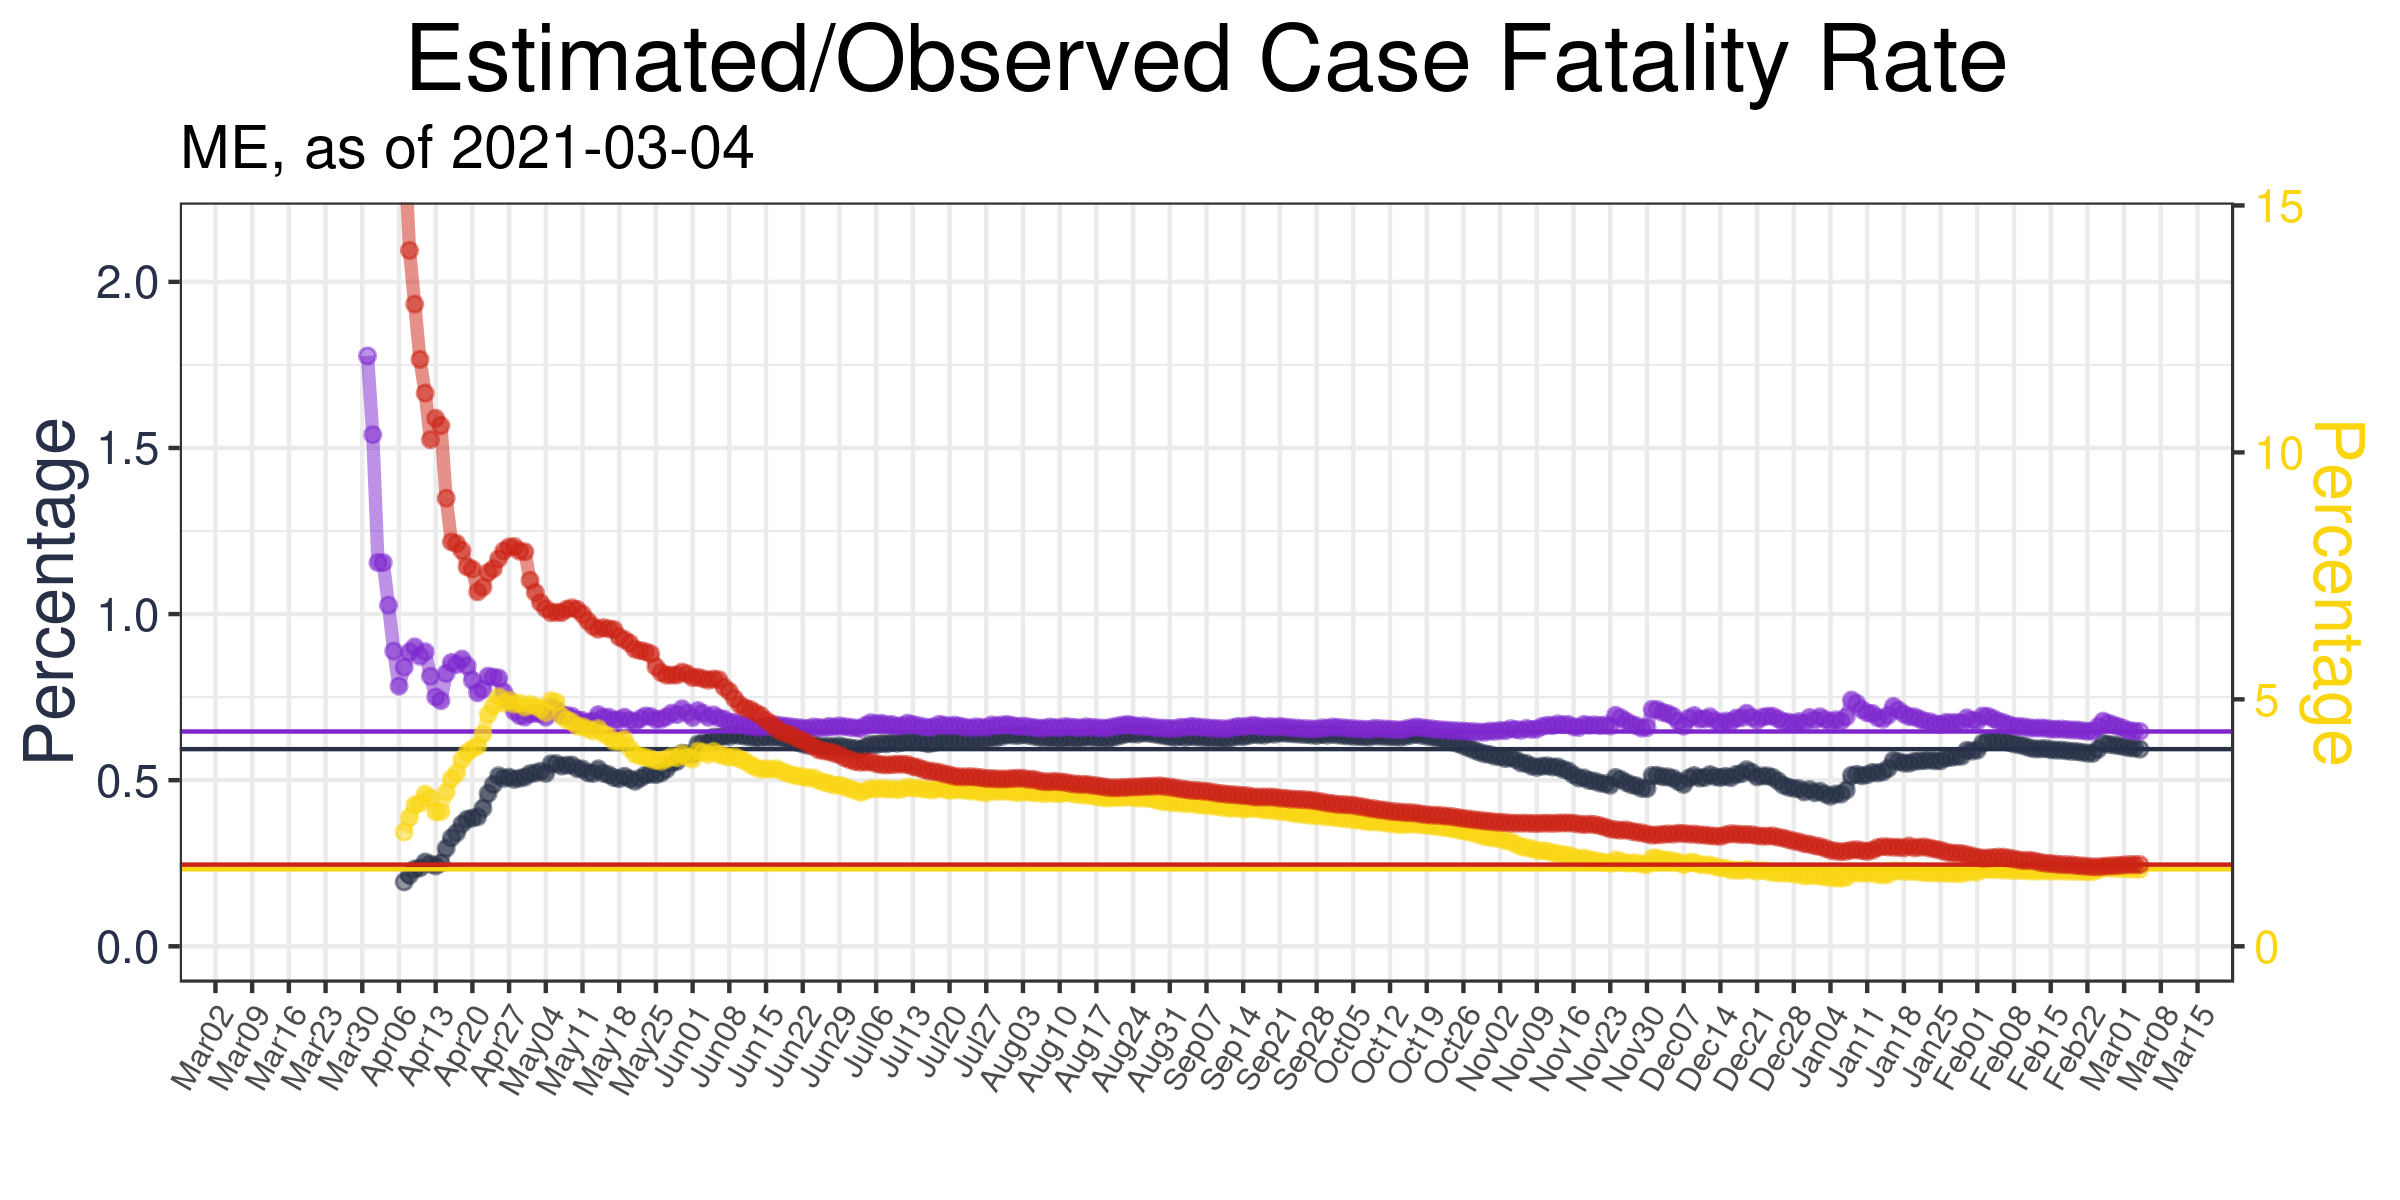 Estimated/Observed Case Fatality Rate
ME, as of 2021-03-04
Percentage
2.0
1.5
1.0
0.5
0.0
15
10
5
0
Percentage
Mar02
Mar09
Mar16
Mar23
Mar30
Apr06
Apr13
Apr20
Apr27
May04
May11
May18
May25
Jun01
Jun08
Jun15
Jun22
Jun29
Jul06
Jul13
Jul20
Jul27
Aug03
Aug10
Aug17
Aug24
Aug31
Sep07
Sep14
Sep21
Sep28
Oct05
Oct12
Oct19
Oct26
Nov02
Nov09
Nov16
Nov23
Nov30
Dec07
Dec14
Dec21
Dec28
Jan04
Jan11
Jan18
Jan25
Feb01
Feb08
Feb15
Feb22
Mar01
Mar08
Mar15